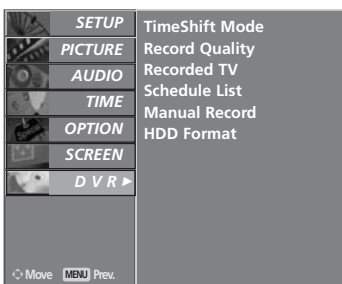 SETUP
PICTURE
AUDIO
TIME
OPTION
SCREEN
D V R
TimeShift Mode
Record Quality
Recorded TV
Schedule List
Manual Record
HDD Format
Move MENU Prev.